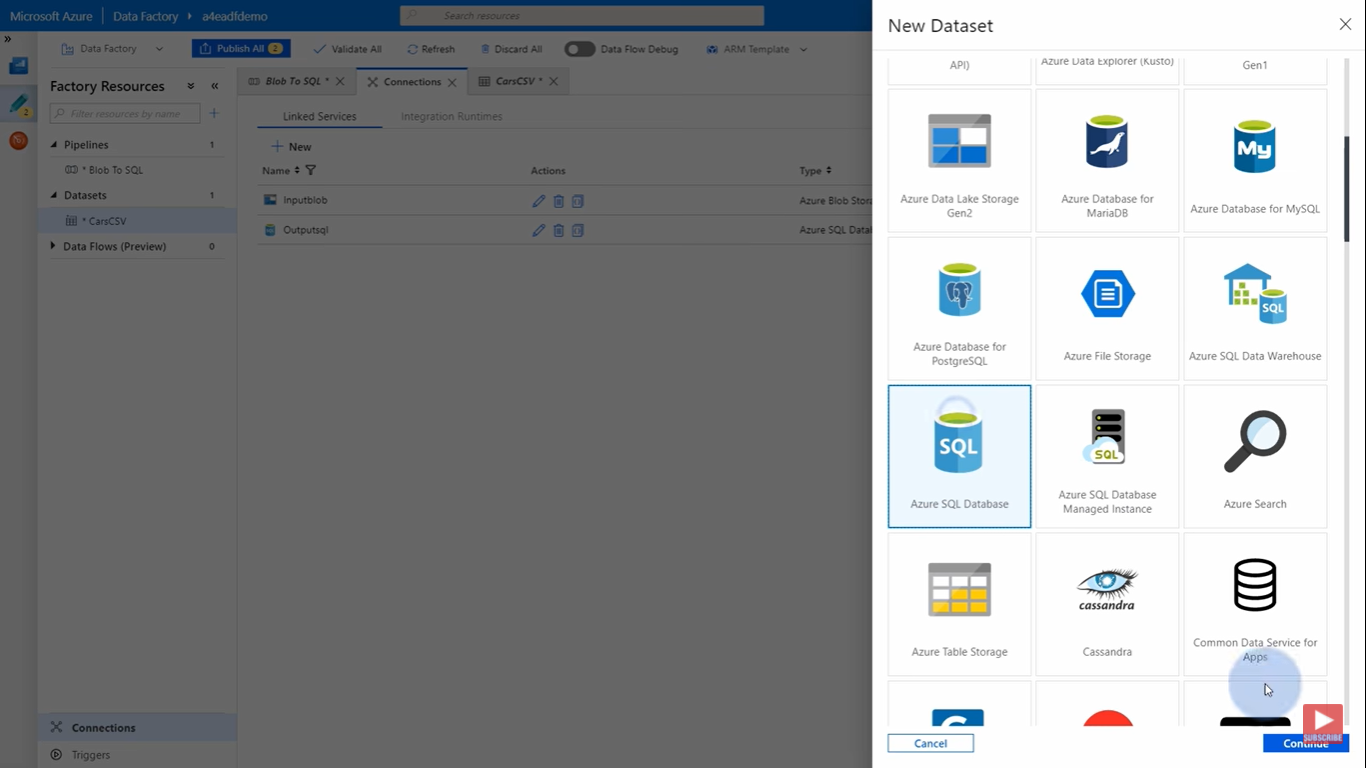 Microsoft Azure
Data Factory
a4eadfdemo
Search resources
»
Data Factory
Publish All 2
Validate All
Refresh
Discard All
Data Flow Debug
ARM Template
Factory Resources
Filter resources by name
Pipelines 1
* Blob To SQL
Datasets 1
* CarsCSV
Data Flows (Preview) 0
Connections
Triggers
2
Blob To SQL *
Connections
CarsCSV *
Linked Services
Integration Runtimes
+ New
Name
Actions
Type
Inputblob
Azure Blob Stora
Outputsql
Azure SQL Datal
New Dataset
API)
Azure Data Explorer (Kusto)
Gen1
Azure Data Lake Storage
Gen2
Azure Database for
MariaDB
My
Azure Database for MySQL
Azure Database for
PostgreSQL
Azure File Storage
SQL
Azure SQL Data Warehouse
SQL
Azure SQL Database
SQL
Azure SQL Database
Managed Instance
Azure Search
Azure Table Storage
cassandra
Cassandra
Common Data Service for
Apps
Cancel
Continue
SUBSCRIBE